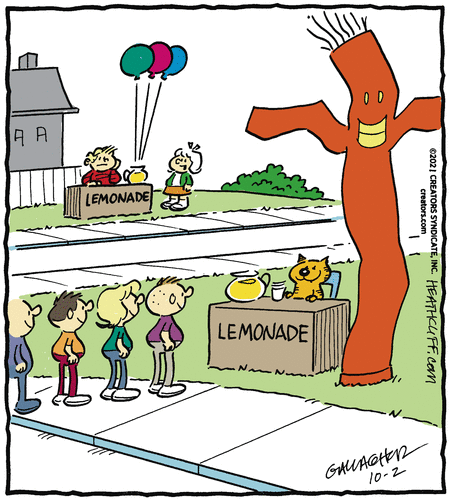 LEMONADE
LEMONADE
©2021 CREATORS SYNDICATE, INC.
creators.com
HEATHCLIFF.com
GALLAGHER
10-2